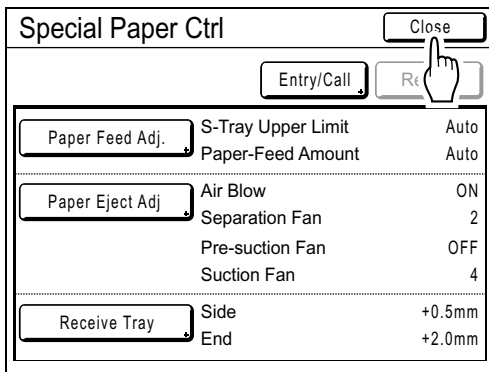 Special Paper Ctrl Close
Entry/Call
Paper Feed Adj. S-Tray Upper Limit Auto
Paper-Feed Amount Auto
Paper Eject Adj Air Blow ON
Separation Fan 2
Pre-suction Fan OFF
Suction Fan 4
Receive Tray Side +0.5mm
End +2.0mm